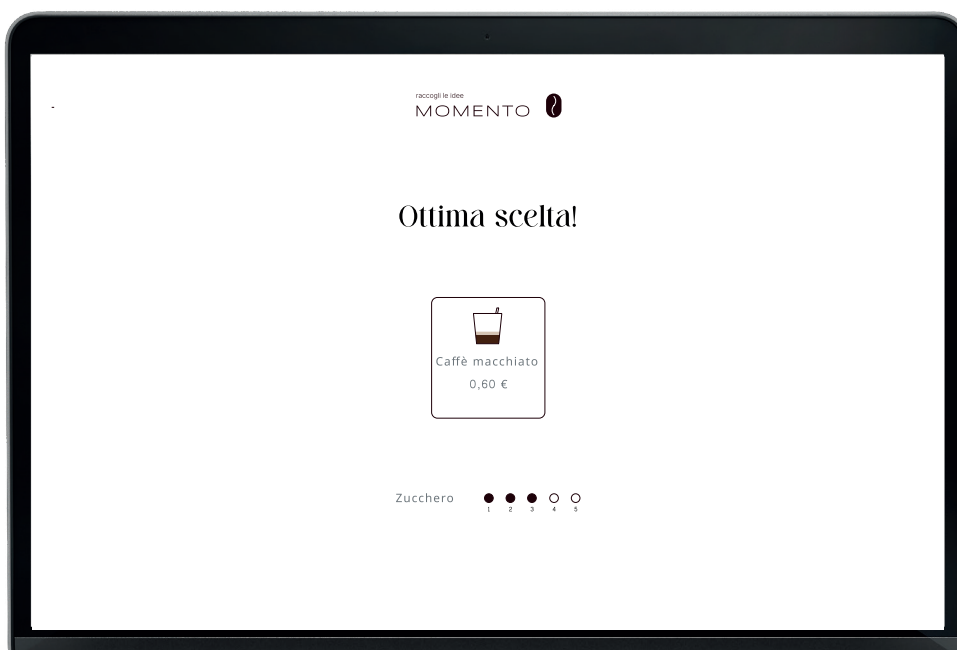 raccogli le idee
MOMENTO
Ottima scelta!
Caffè macchiato
0,60 €
Zucchero
1 2 3 4 5